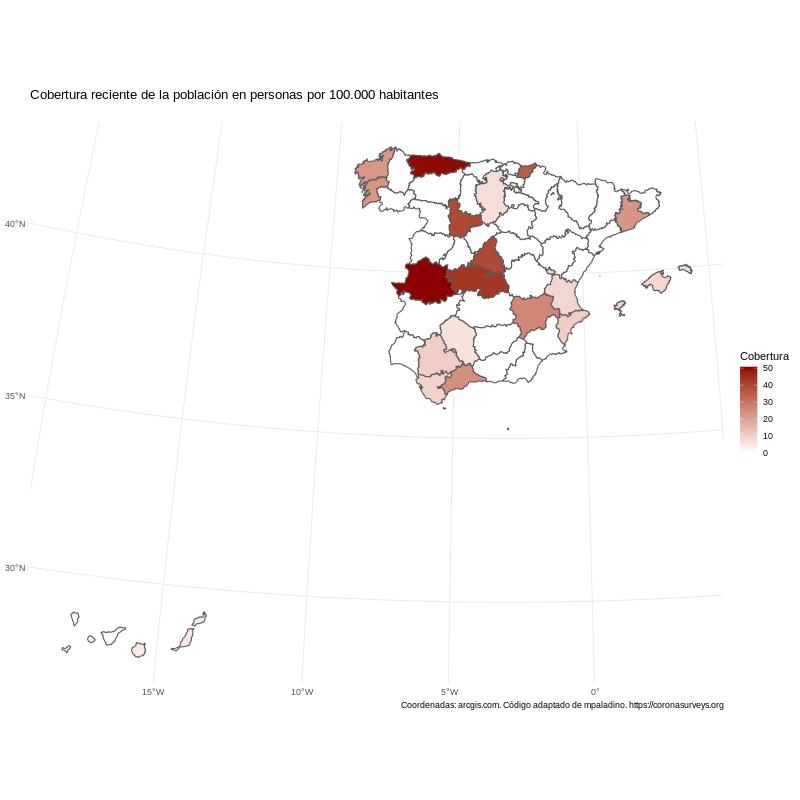 Cobertura reciente de la población en personas por 100.000 habitantes
40°N
35°N
30°N
15°W
10°W
5°W
0°
Cobertura
50
40
30
20
10
0
Coordenadas: arcgis.com. Código adaptado de mpaladino. https://coronasurveys.org